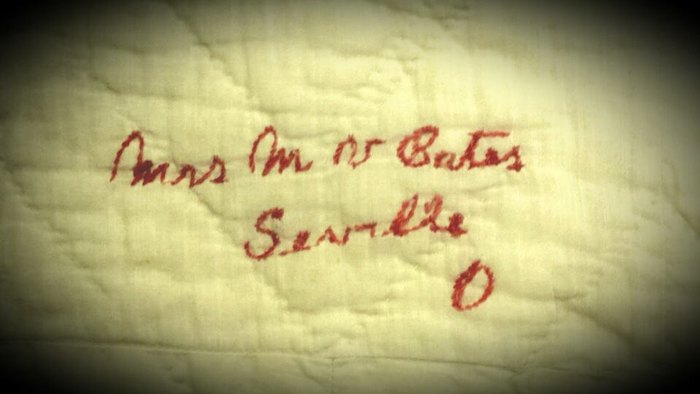 Mrs M V Bates
Seville
O